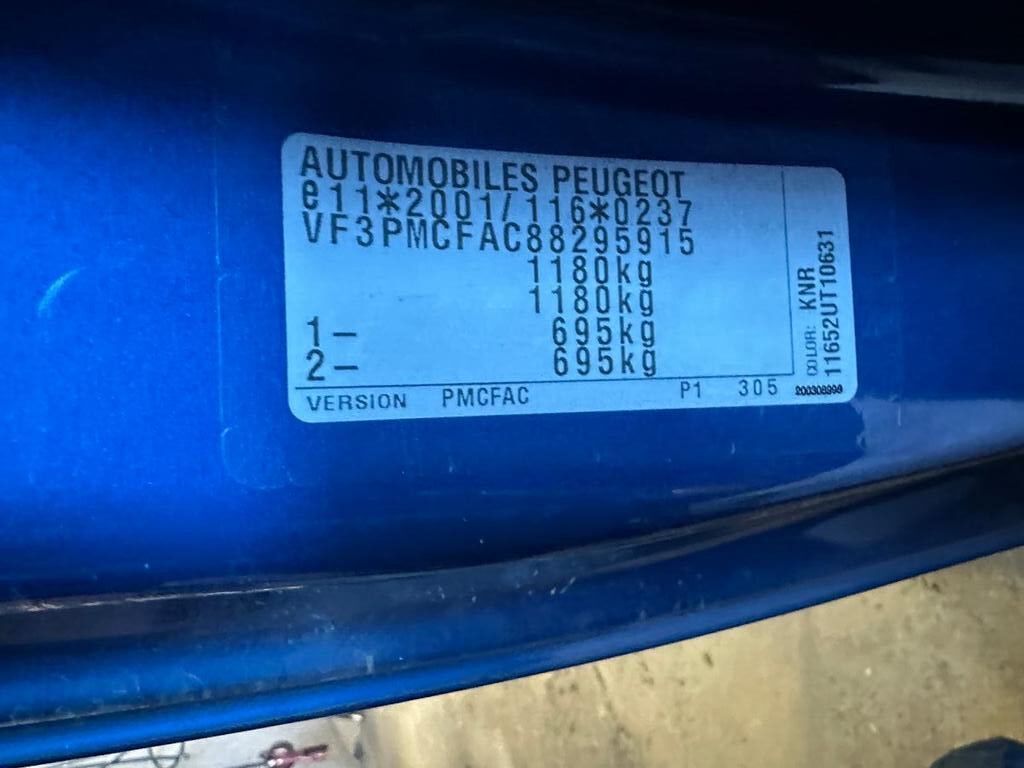 AUTOMOBILES PEUGEOT
e11*2001/116*0237
VF3PMCFAC88295915
1180kg
1180kg
1- 695kg
2- 695kg
VERSION PMCFAC P1 305
COLOR: KNR
11652UT10631